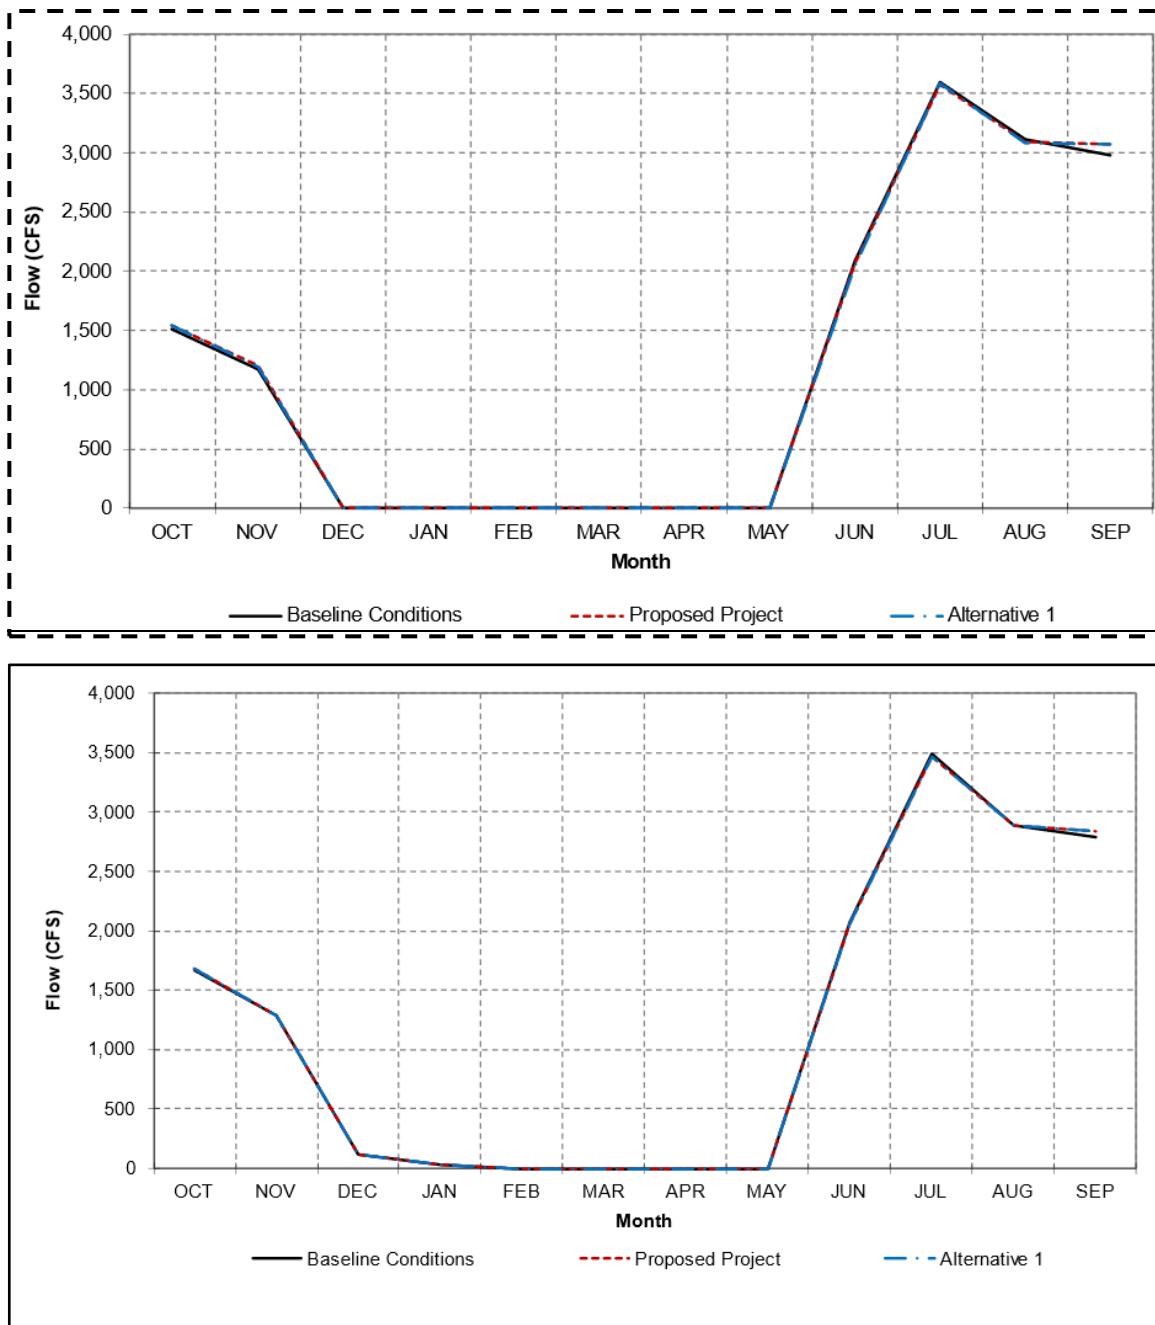 4,000
3,500
3,000
2,500
2,000
1,500
1,000
500
0
Flow (CFS)
OCT NOV DEC JAN FEB MAR APR MAY JUN JUL AUG SEP
Month
Baseline Conditions Proposed Project Alternative 1
4,000
3,500
3,000
2,500
2,000
1,500
1,000
500
0
Flow (CFS)
OCT NOV DEC JAN FEB MAR APR MAY JUN JUL AUG SEP
Month
Baseline Conditions Proposed Project Alternative 1